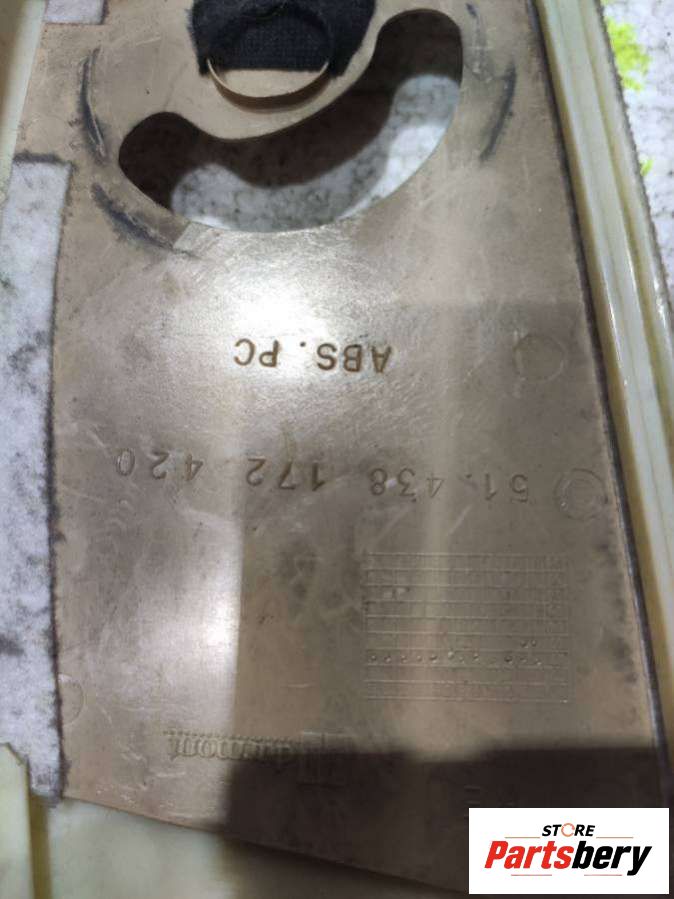 ABS.PC
51.438 172 420
STORE
Partsbery